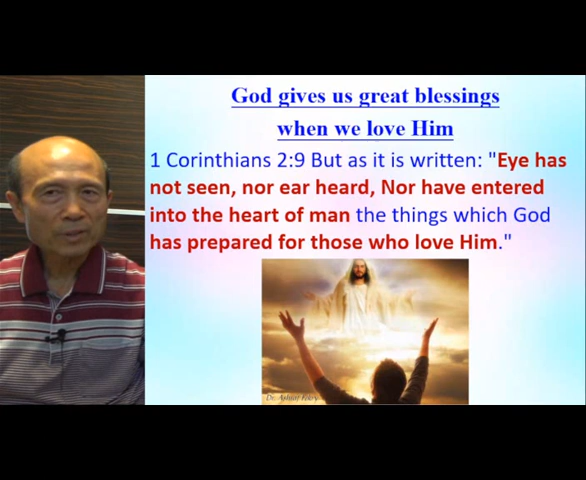 God gives us great blessings
when we love Him
1 Corinthians 2:9 But as it is written: "Eye has
not seen, nor ear heard, Nor have entered
into the heart of man the things which God
has prepared for those who love Him."